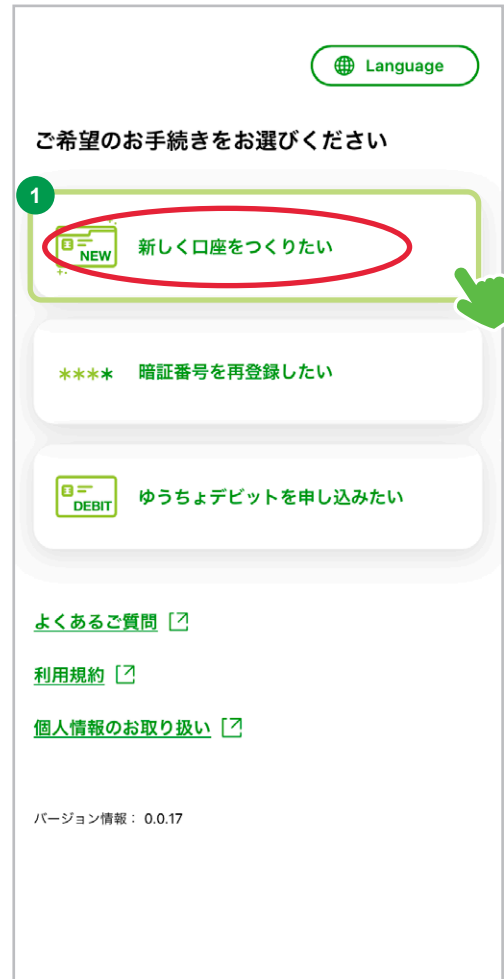 Language
ご希望のお手続きをお選びください
1
NEW
新しく口座をつくりたい
**** 暗証番号を再登録したい
DEBIT
ゆうちょデビットを申し込みたい
よくあるご質問
利用規約
個人情報のお取り扱い
バージョン情報： 0.0.17